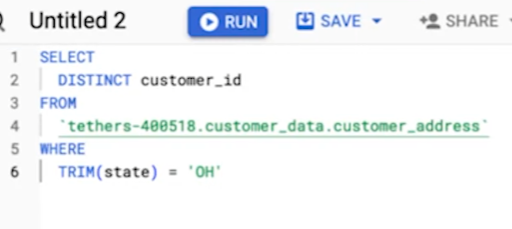 Untitled 2 RUN SAVE SHARE
1 SELECT
2 DISTINCT customer_id
3 FROM
4 `tethers-400518.customer_data.customer_address`
5 WHERE
6 TRIM(state) = 'OH'